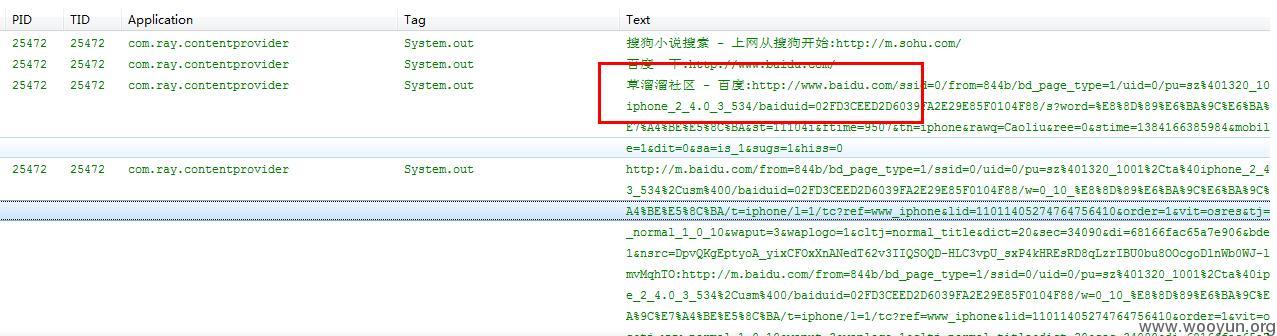 PID TID Application Tag Text
25472 25472 com.ray.contentprovider System.out 搜狗小说搜索 - 上网从搜狗开始:http://m.sohu.com/
25472 25472 com.ray.contentprovider System.out 百度一下:http://www.baidu.com/
25472 25472 com.ray.contentprovider System.out 草溜溜社区 - 百度:http://www.baidu.com/ssid=0/from=844b/bd_page_type=1/uid=0/pu=sz%401320_10
iphone_2_4.0_3_534/baiduid=02FD3CEED2D6039FA2E29E85F0104F88/s?word=%E8%8D%89%E6%BA%9C%E6%BA%
E7%A4%BE%E5%8C%BA&st=11104i&ftime=9507&tn=iphone&rawq=Caoliu&ree=0&stime=1384166385984&mobil
e=1&dit=0&sa=is_1&sugs=1&hiss=0
25472 25472 com.ray.contentprovider System.out http://m.baidu.com/from=844b/bd_page_type=1/ssid=0/uid=0/pu=sz%401320_1001%2Cta%40iphone_2_4
3_534%2Cusm%400/baiduid=02FD3CEED2D6039FA2E29E85F0104F88/w=0_10_%E8%8D%89%E6%BA%9C%E6%BA%9C%
A4%BE%E5%8C%BA/t=iphone/l=1/tc?ref=www_iphone&lid=11011405274764756410&order=1&vit=osres&tj=
_normal_1_0_10&waput=3&waplogo=1&cltj=normal_title&dict=20&sec=34090&di=68166fac65a7e906&bde
1&nsrc=DpvQKgEptyoA_yixCFOxXnANedT62v3IIQSOQD-HLC3vpU_sxP4kHREsRD8qLzrIBU0bu8OOcgoDlnWb0WJ-l
mvMqhTO:http://m.baidu.com/from=844b/bd_page_type=1/ssid=0/uid=0/pu=sz%401320_1001%2Cta%40ip
e_2_4.0_3_534%2Cusm%400/baiduid=02FD3CEED2D6039FA2E29E85F0104F88/w=0_10_%E8%8D%89%E6%BA%9C%E
A%9C%E7%A4%BE%E5%8C%BA/t=iphone/l=1/tc?ref=www_iphone&lid=11011405274764756410&order=1&vit=o
www.wooyun.org